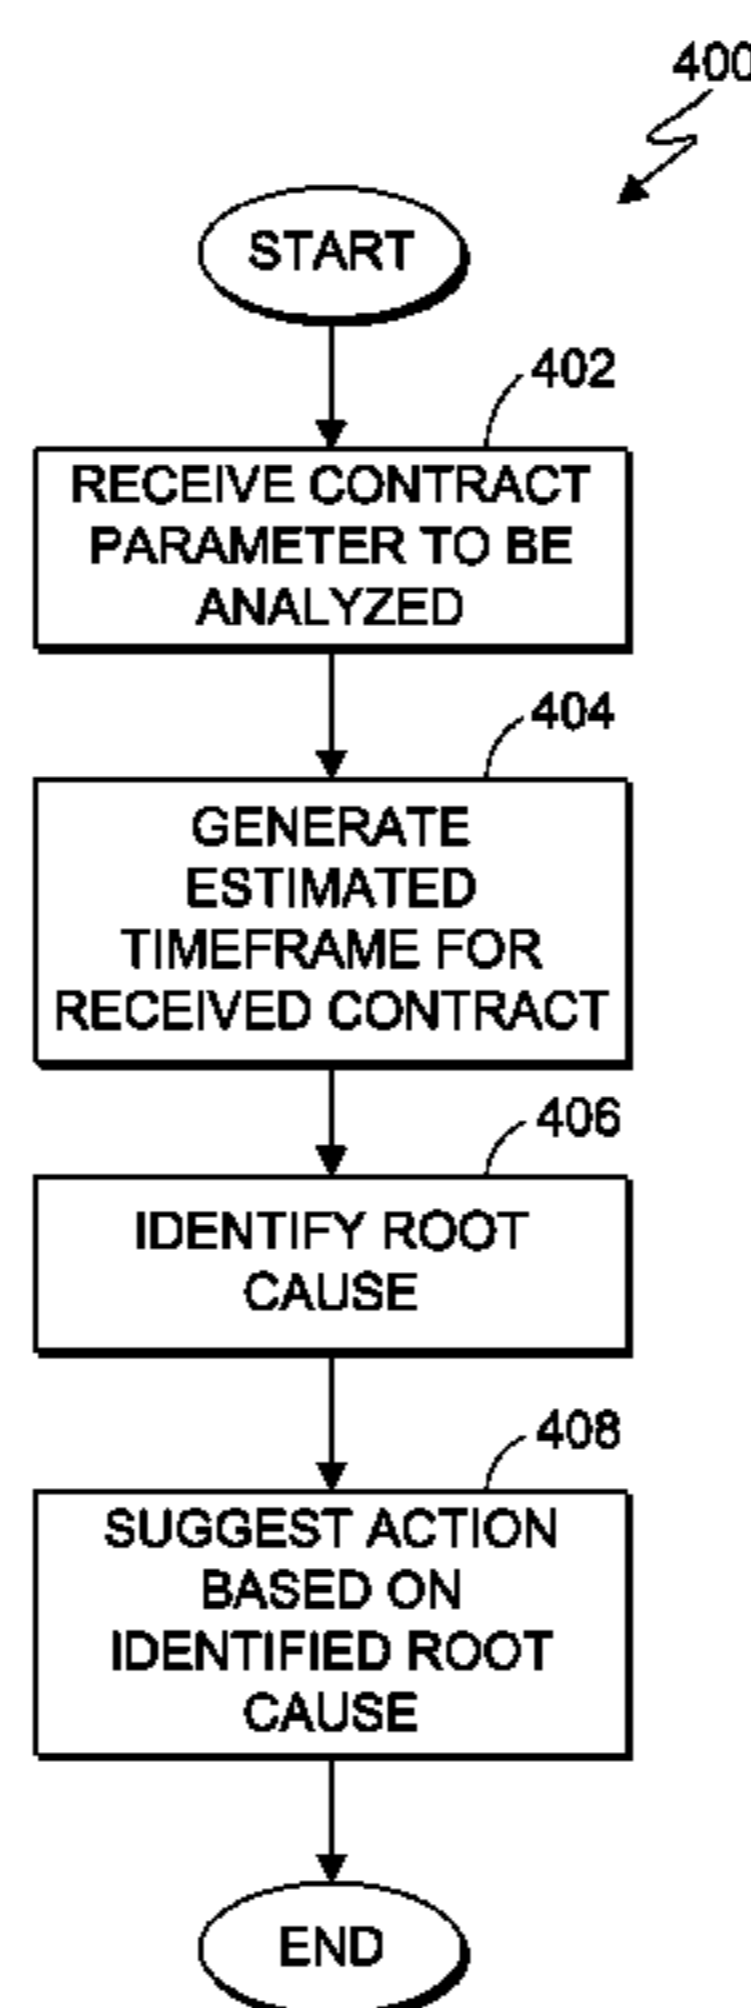 400
START
402
RECEIVE CONTRACT
PARAMETER TO BE
ANALYZED
404
GENERATE
ESTIMATED
TIMEFRAME FOR
RECEIVED CONTRACT
406
IDENTIFY ROOT
CAUSE
408
SUGGEST ACTION
BASED ON
IDENTIFIED ROOT
CAUSE
END